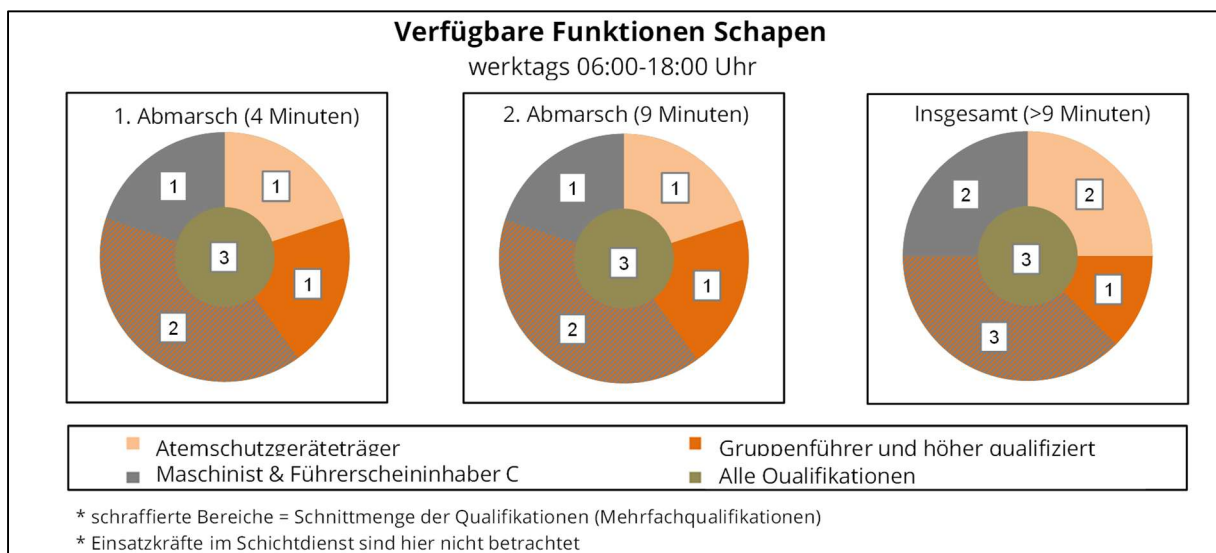 Verfügbare Funktionen Schapen
werktags 06:00-18:00 Uhr
1. Abmarsch (4 Minuten)
1
1
3
1
2
2. Abmarsch (9 Minuten)
1
1
3
1
2
Insgesamt (>9 Minuten)
2
2
3
1
3
Atemschutzgeräteträger
Gruppenführer und höher qualifiziert
Maschinist & Führerscheininhaber C
Alle Qualifikationen
* schraffierte Bereiche = Schnittmenge der Qualifikationen (Mehrfachqualifikationen)
* Einsatzkräfte im Schichtdienst sind hier nicht betrachtet